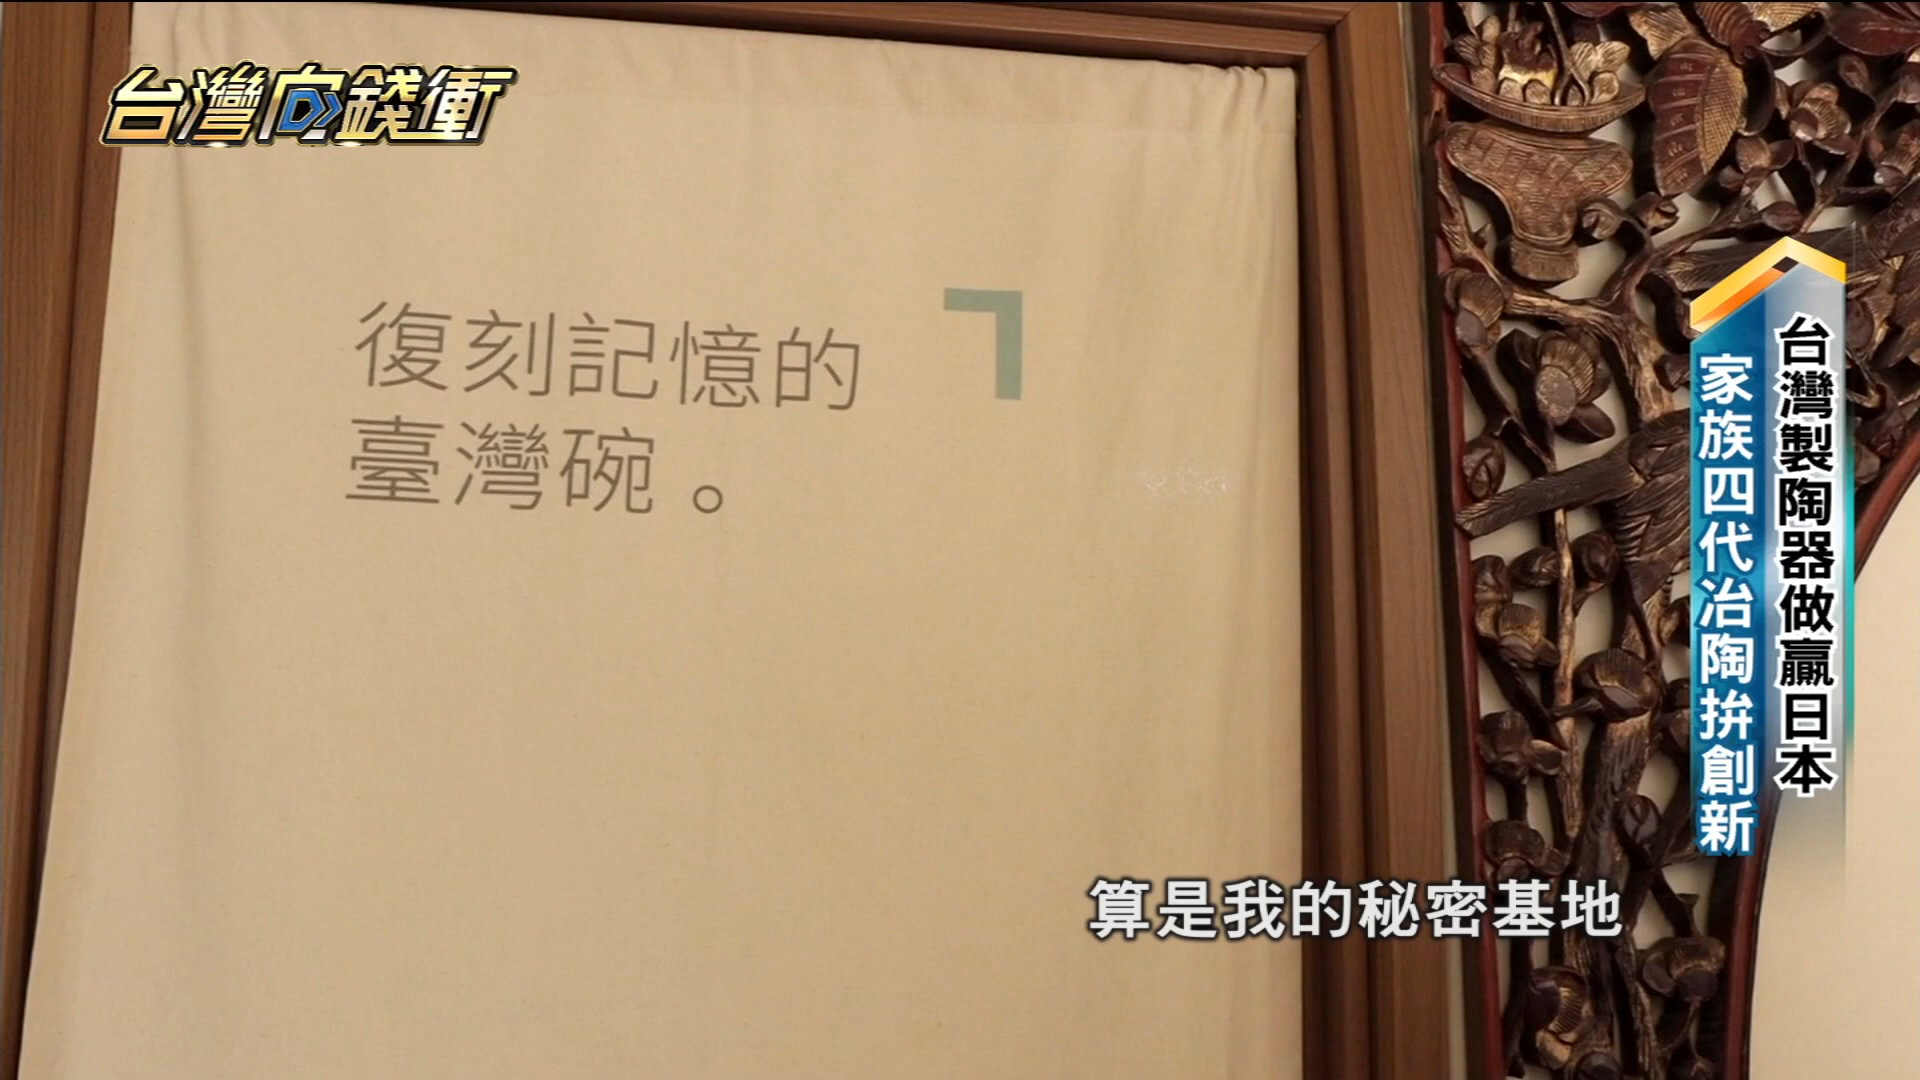 台灣向錢衝
復刻記憶的
臺灣碗。
台灣製陶器做贏日本
家族四代冶陶拚創新
算是我的秘密基地